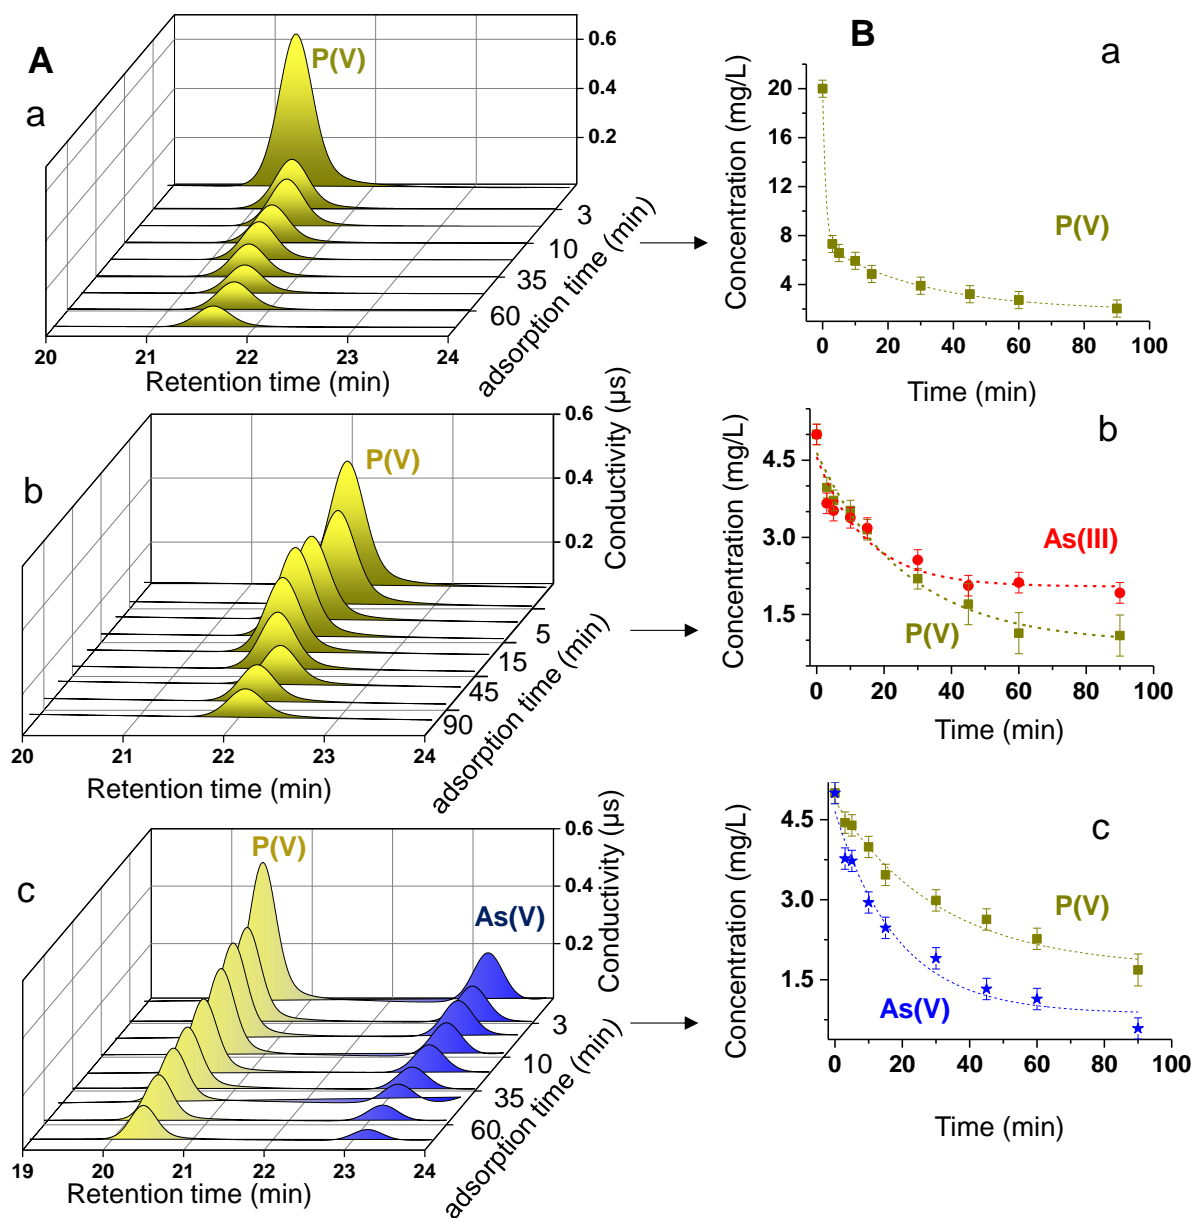 A
a
P(V)
0.6
0.4
0.2
3
10
35
60
adsorption time (min)
20
21
22
23
24
Retention time (min)
B
a
Concentration (mg/L)
20
16
12
8
4
P(V)
0
20
40
60
80
100
Time (min)
b
P(V)
0.6
0.4
0.2
Conductivity (µs)
5
15
45
90
adsorption time (min)
20
21
22
23
24
Retention time (min)
b
Concentration (mg/L)
4.5
3.0
1.5
As(III)
P(V)
0
20
40
60
80
100
Time (min)
c
P(V)
As(V)
0.6
0.4
0.2
Conductivity (µs)
3
10
35
60
adsorption time (min)
19
20
21
22
23
24
Retention time (min)
c
Concentration (mg/L)
4.5
3.0
1.5
P(V)
As(V)
0
20
40
60
80
100
Time (min)